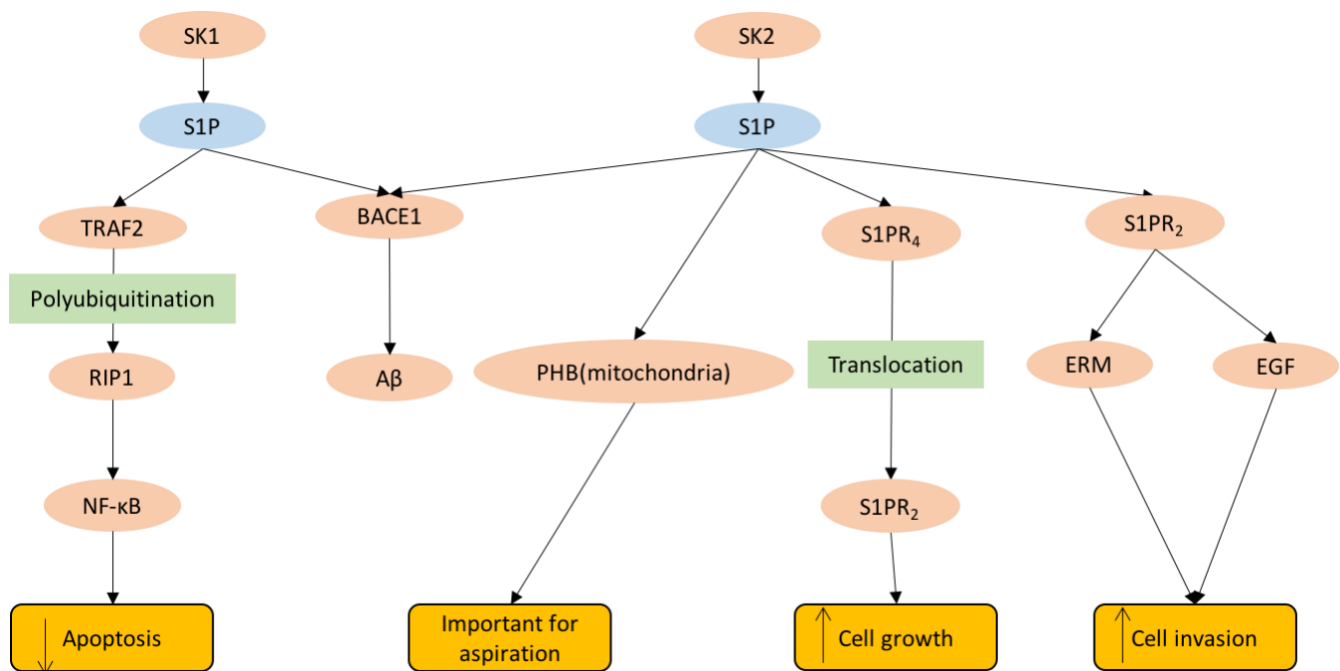 SK1
SK2
S1P
S1P
TRAF2
BACE1
S1PR₄
S1PR₂
Polyubiquitination
RIP1
Aβ
PHB(mitochondria)
Translocation
ERM
EGF
NF-κB
S1PR₂
↓ Apoptosis
Important for
aspiration
↑ Cell growth
↑ Cell invasion